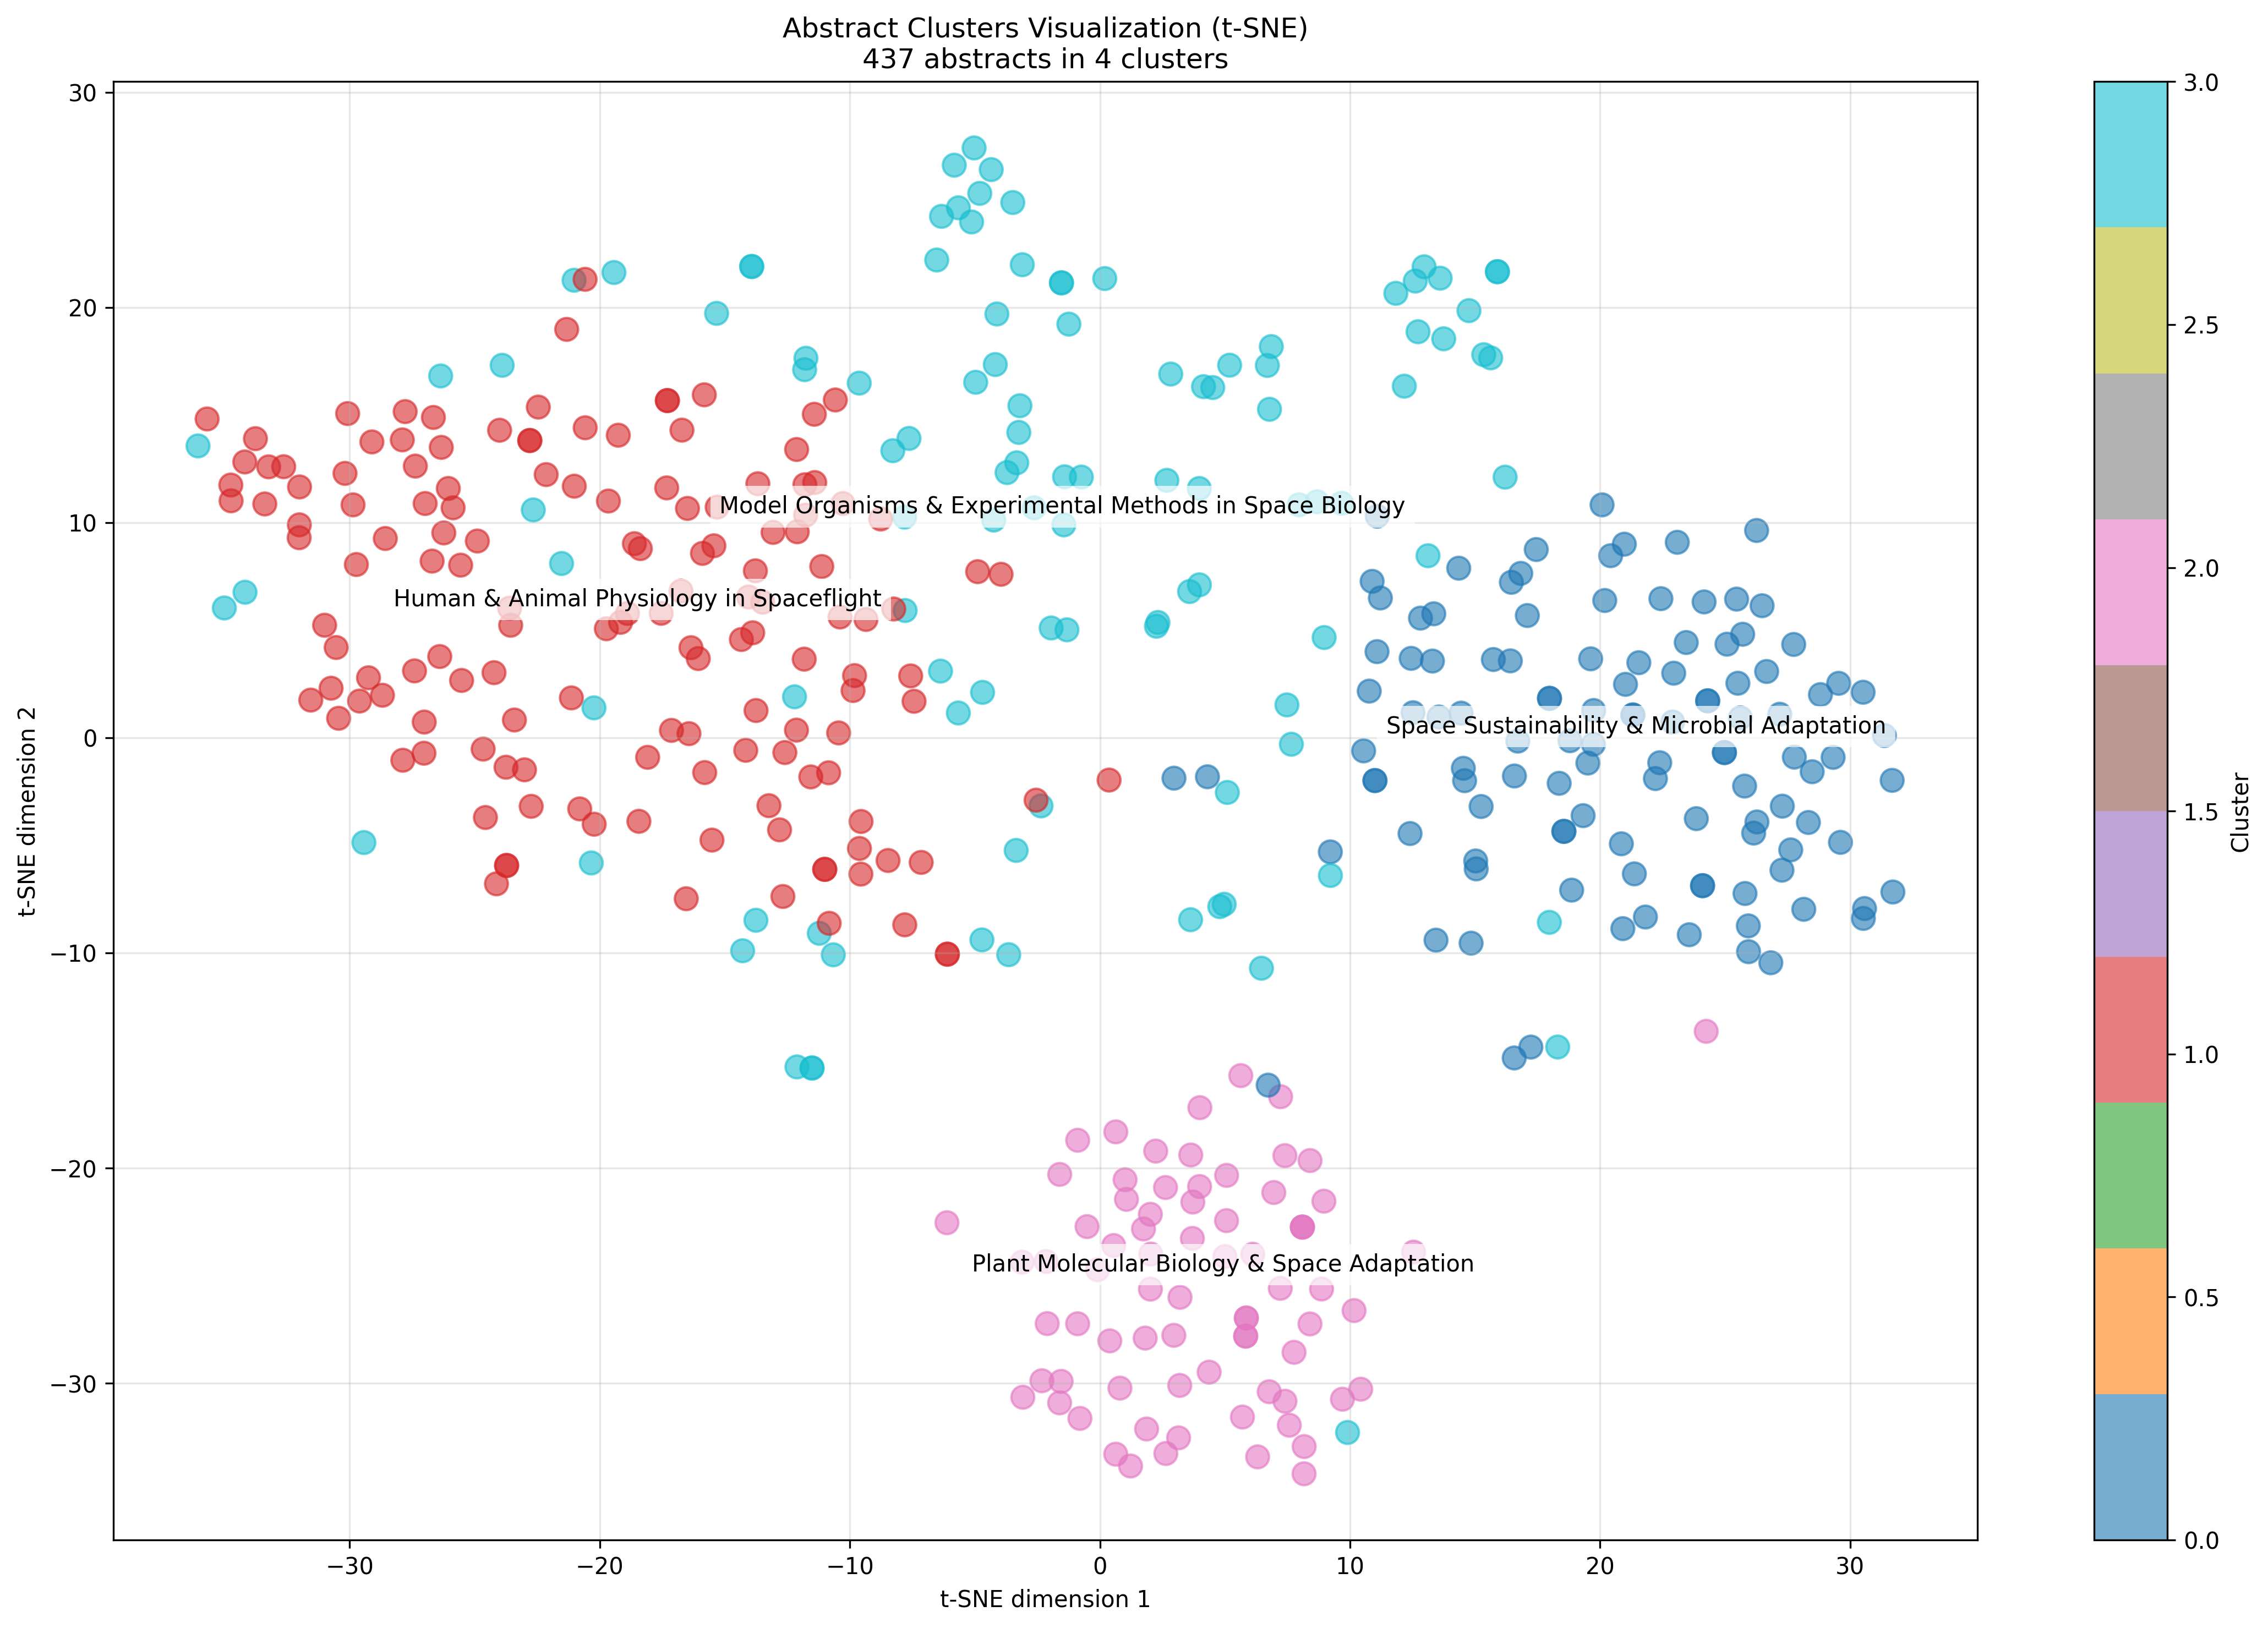 Abstract Clusters Visualization (t-SNE)
437 abstracts in 4 clusters
30
20
10
0
−10
−20
−30
t-SNE dimension 2
Model Organisms & Experimental Methods in Space Biology
Human & Animal Physiology in Spaceflight
Space Sustainability & Microbial Adaptation
Plant Molecular Biology & Space Adaptation
−30
−20
−10
0
10
20
30
t-SNE dimension 1
3.0
2.5
2.0
1.5
1.0
0.5
0.0
Cluster